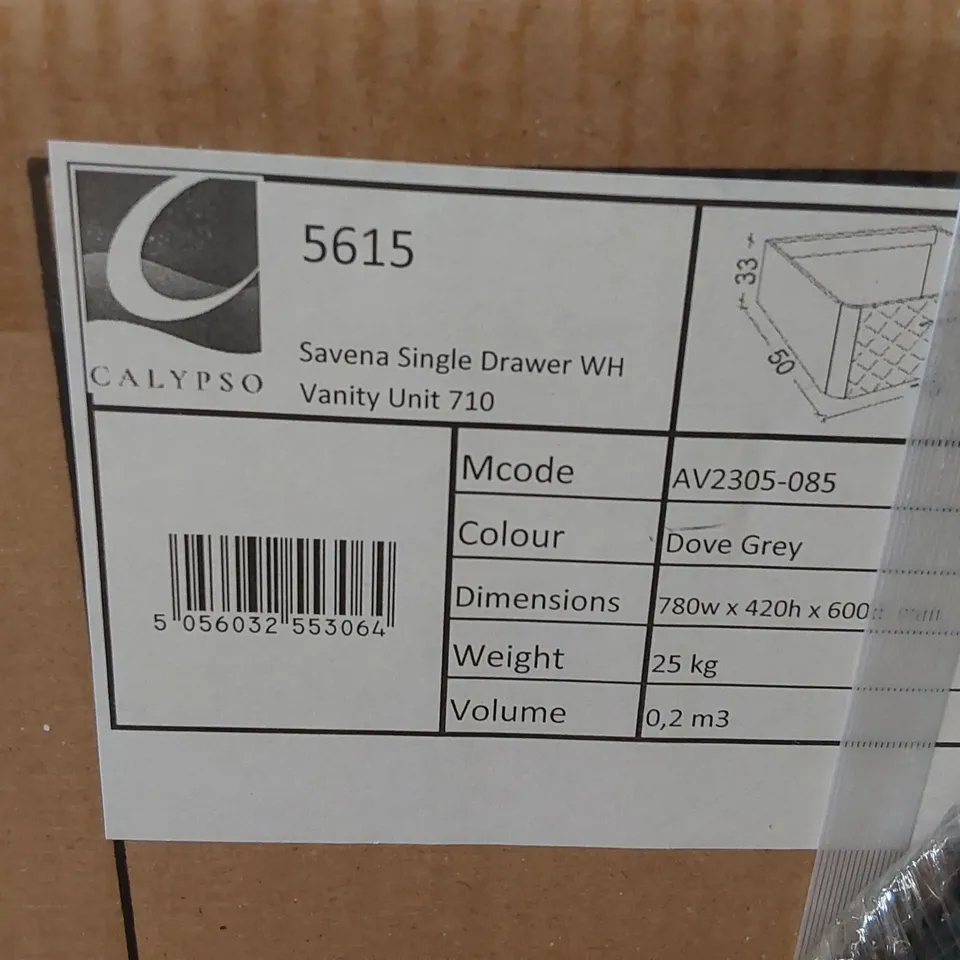 5615
CALYPSO
Savena Single Drawer WH
Vanity Unit 710
33
50
Mcode AV2305-085
Colour Dove Grey
Dimensions 780w x 420h x 600
Weight 25 kg
Volume 0,2 m3
5 056032 553064